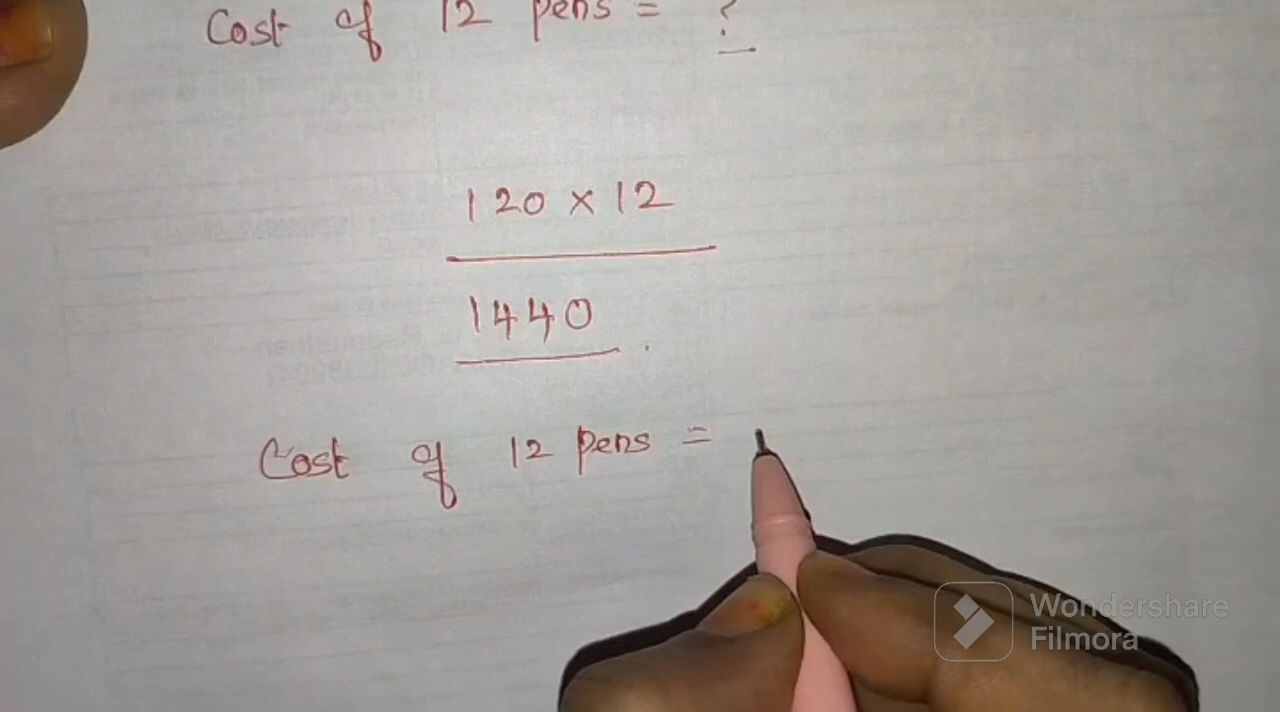 Cost of 12 pens = ?
120 × 12
1440
Cost of 12 pens =
Wondershare
Filmora